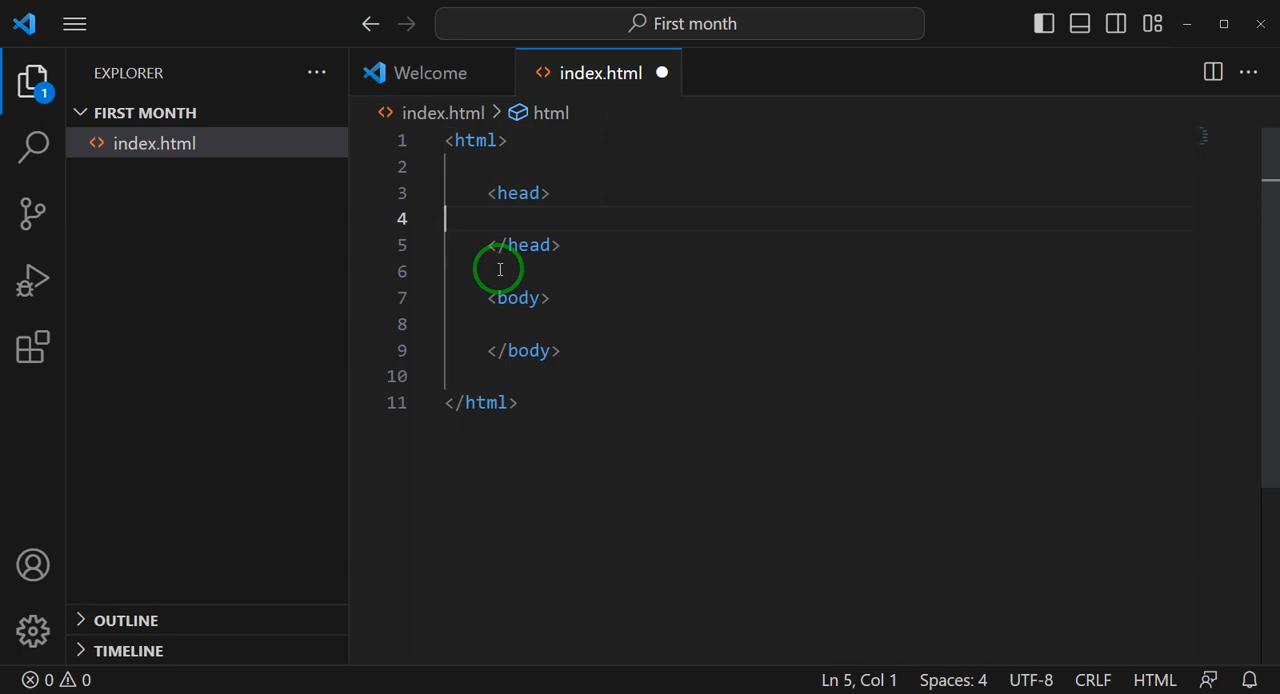 First month
EXPLORER
FIRST MONTH
index.html
Welcome
index.html
index.html > html
1 <html>
2
3 <head>
4
5 </head>
6
7 <body>
8
9 </body>
10
11 </html>
1
OUTLINE
TIMELINE
0 0
Ln 5, Col 1 Spaces: 4 UTF-8 CRLF HTML